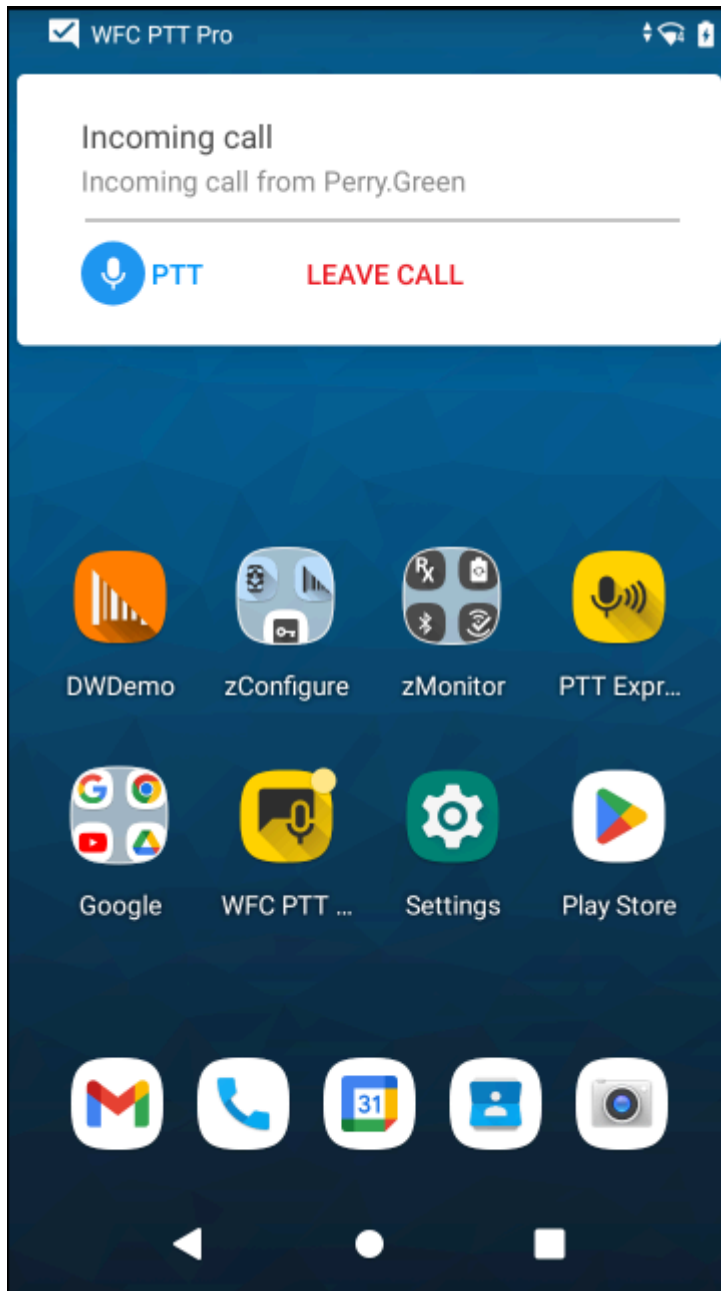 WFC PTT Pro
Incoming call
Incoming call from Perry.Green
PTT LEAVE CALL
Rx
DWDemo zConfigure zMonitor PTT Expr...
Google WFC PTT ... Settings Play Store
31